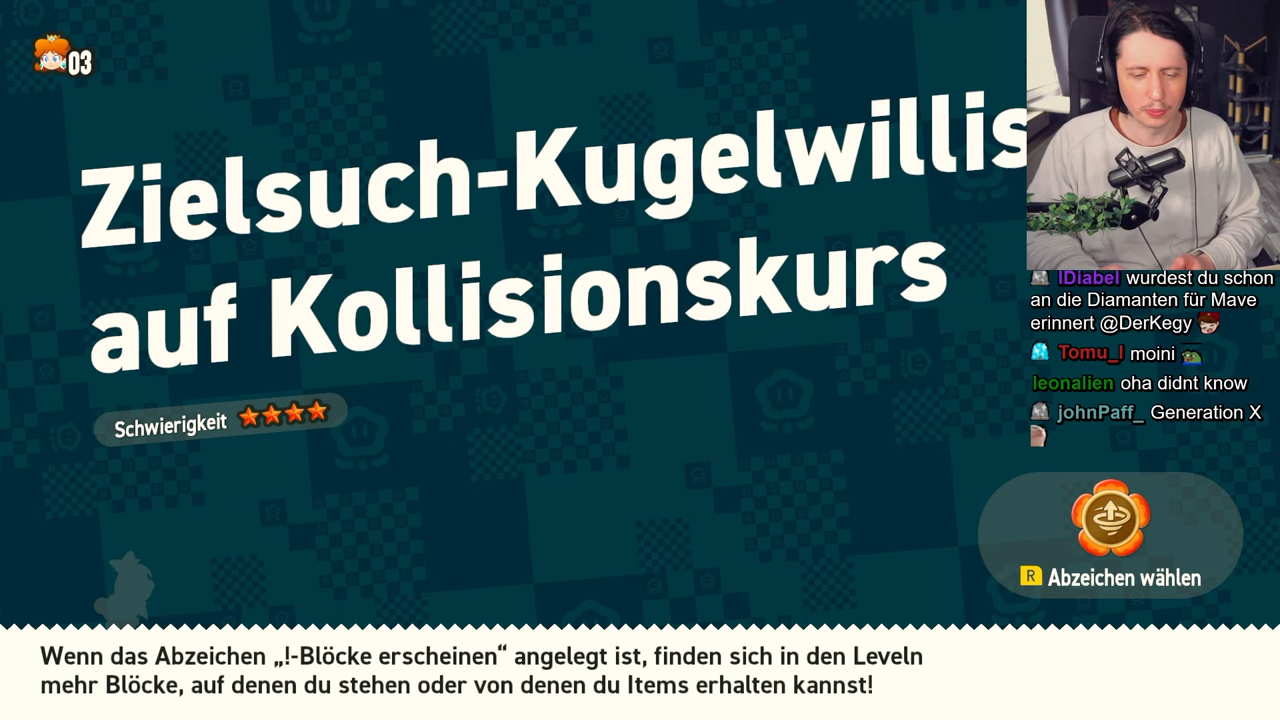 03
Zielsuch-Kugelwillis
auf Kollisionskurs
Schwierigkeit
lDiabel wurdest du schon
an die Diamanten für Mave
erinnert @DerKegy
Tomu_l moini
leonalien oha didnt know
johnPaff_ Generation X
R Abzeichen wählen
Wenn das Abzeichen „!-Blöcke erscheinen“ angelegt ist, finden sich in den Leveln
mehr Blöcke, auf denen du stehen oder von denen du Items erhalten kannst!